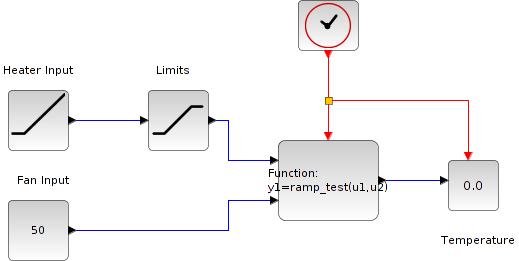 Heater Input
Limits
Function:
y1=ramp_test(u1,u2)
Fan Input
50
0.0
Temperature